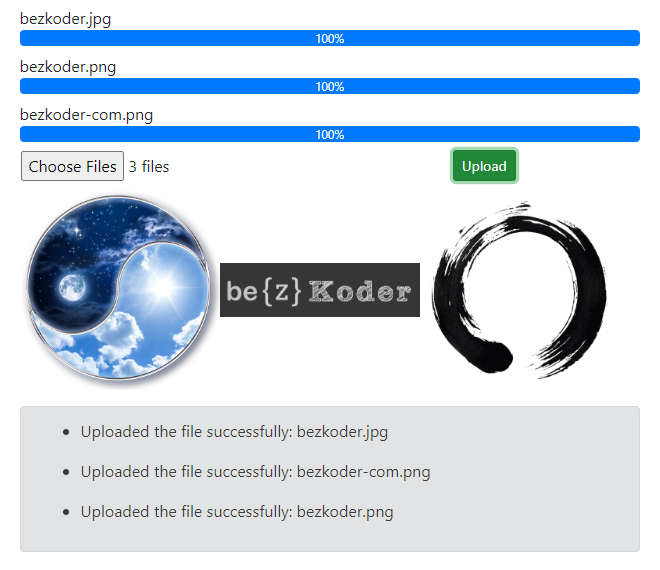 bezkoder.jpg
100%
bezkoder.png
100%
bezkoder-com.png
100%
Choose Files 3 files
Upload
be{z}Koder
Uploaded the file successfully: bezkoder.jpg
Uploaded the file successfully: bezkoder-com.png
Uploaded the file successfully: bezkoder.png